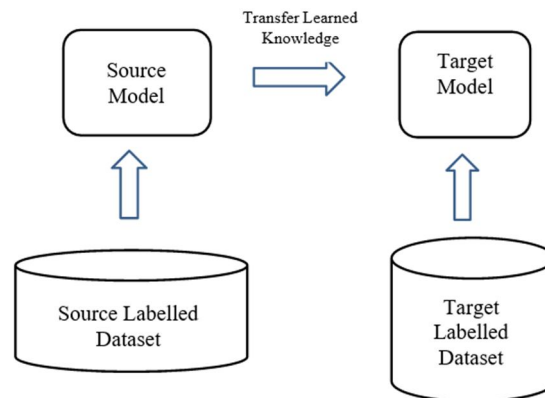 Transfer Learned
Knowledge
Source
Model
Target
Model
Source Labelled
Dataset
Target
Labelled
Dataset